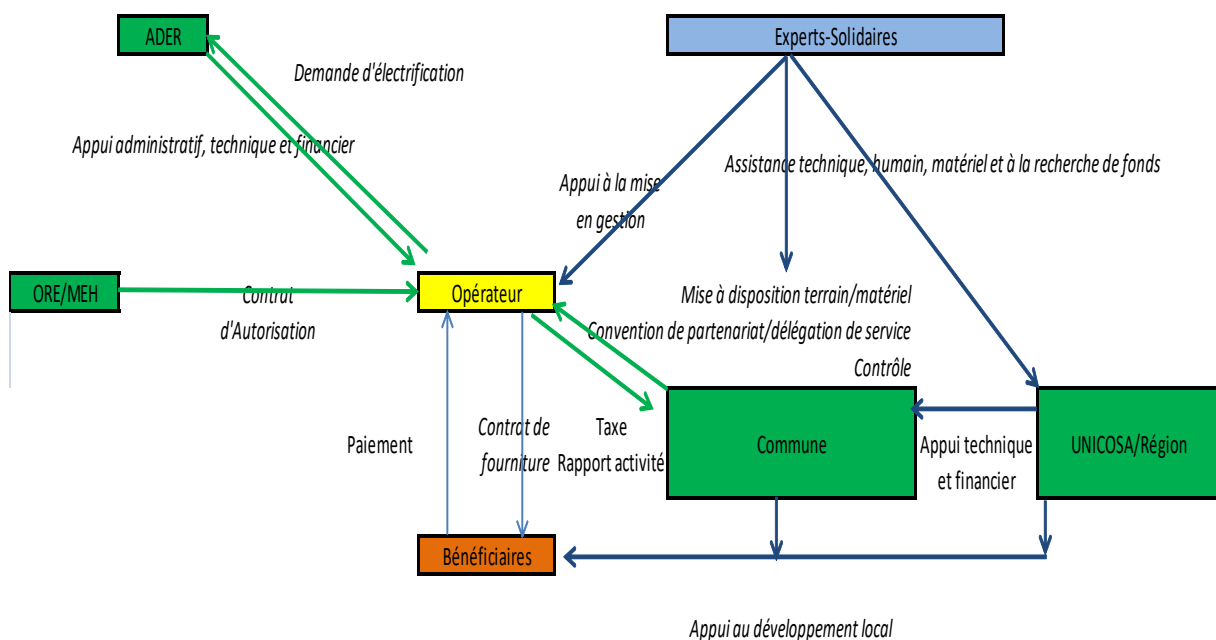 ADER
Experts-Solidaires
Demande d'électrification
Appui administratif, technique et financier
Assistance technique, humain, matériel et à la recherche de fonds
Appui à la mise
en gestion
ORE/MEH
Contrat
d'Autorisation
Opérateur
Mise à disposition terrain/matériel
Convention de partenariat/délégation de service
Contrôle
Paiement
Contrat de
fourniture
Taxe
Rapport activité
Commune
Appui technique
et financier
UNICOSA/Région
Bénéficiaires
Appui au développement local